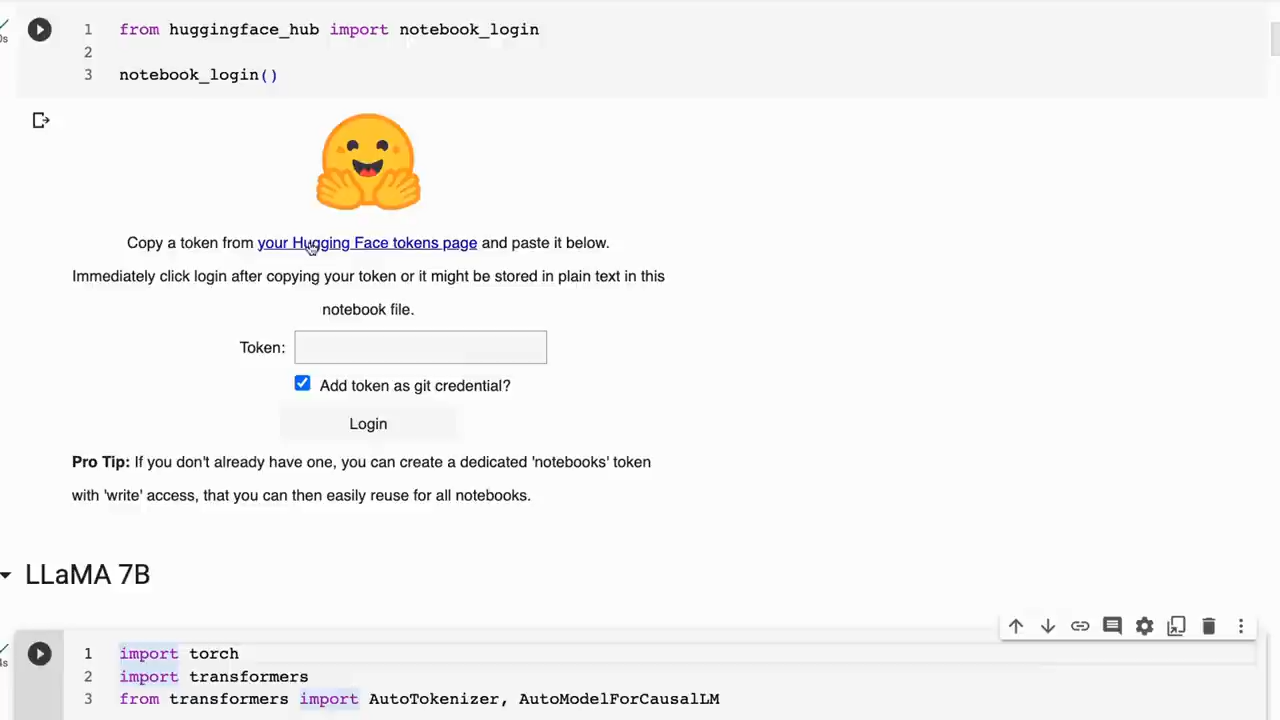 1 from huggingface_hub import notebook_login
0s
2
3 notebook_login()
Copy a token from your Hugging Face tokens page and paste it below.
Immediately click login after copying your token or it might be stored in plain text in this
notebook file.
Token:
Add token as git credential?
Login
Pro Tip: If you don't already have one, you can create a dedicated 'notebooks' token
with 'write' access, that you can then easily reuse for all notebooks.
LLaMA 7B
1 import torch
4s
2 import transformers
3 from transformers import AutoTokenizer, AutoModelForCausalLM